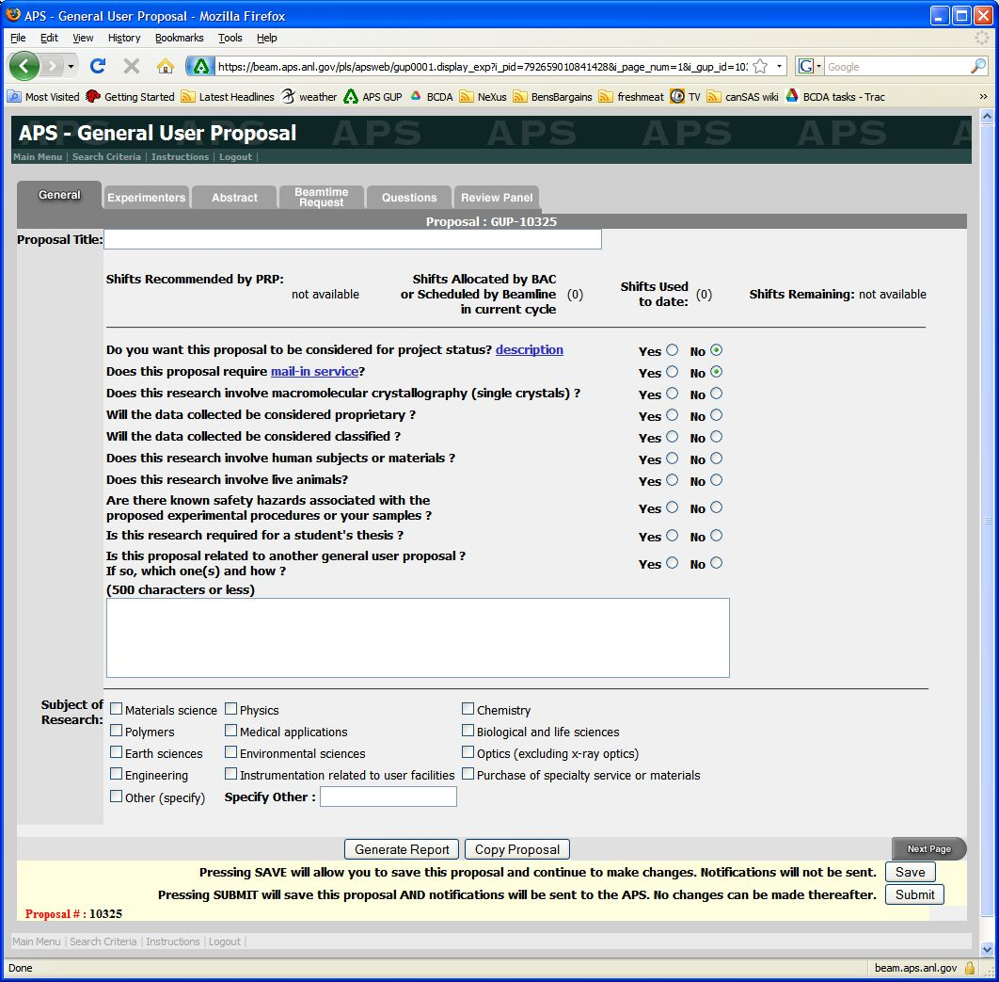 APS - General User Proposal - Mozilla Firefox
File Edit View History Bookmarks Tools Help
https://beam.aps.anl.gov/pls/apsweb/gup0001.display_exp?i_pid=792659010841428&i_page_num=1&i_gup_id=103 Google
Most Visited Getting Started Latest Headlines weather APS GUP BCDA NeXus BensBargains freshmeat TV canSAS wiki BCDA tasks - Trac »
APS - General User Proposal APS APS APS APS
Main Menu | Search Criteria | Instructions | Logout |
General Experimenters Abstract Beamtime Request Questions Review Panel
Proposal : GUP-10325
Proposal Title:
Shifts Recommended by PRP: not available
Shifts Allocated by BAC
or Scheduled by Beamline
in current cycle (0)
Shifts Used
to date: (0)
Shifts Remaining: not available
Do you want this proposal to be considered for project status? description Yes No
Does this proposal require mail-in service? Yes No
Does this research involve macromolecular crystallography (single crystals) ? Yes No
Will the data collected be considered proprietary ? Yes No
Will the data collected be considered classified ? Yes No
Does this research involve human subjects or materials ? Yes No
Does this research involve live animals? Yes No
Are there known safety hazards associated with the
proposed experimental procedures or your samples ? Yes No
Is this research required for a student's thesis ? Yes No
Is this proposal related to another general user proposal ?
If so, which one(s) and how ? Yes No
(500 characters or less)
Subject of
Research:
Materials science Physics Chemistry
Polymers Medical applications Biological and life sciences
Earth sciences Environmental sciences Optics (excluding x-ray optics)
Engineering Instrumentation related to user facilities Purchase of specialty service or materials
Other (specify) Specify Other :
Generate Report Copy Proposal Next Page
Pressing SAVE will allow you to save this proposal and continue to make changes. Notifications will not be sent. Save
Pressing SUBMIT will save this proposal AND notifications will be sent to the APS. No changes can be made thereafter. Submit
Proposal # : 10325
Main Menu | Search Criteria | Instructions | Logout |
Done beam.aps.anl.gov